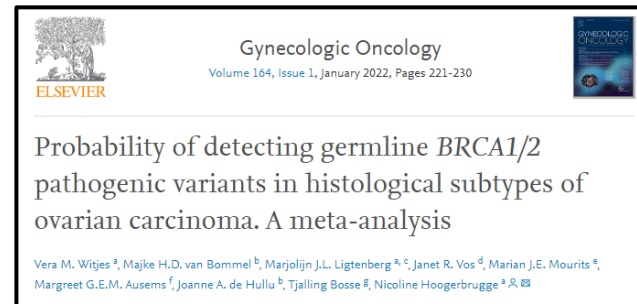 Gynecologic Oncology
Volume 164, Issue 1, January 2022, Pages 221-230
ELSEVIER
GYNECOLOGIC
ONCOLOGY
Probability of detecting germline BRCA1/2
pathogenic variants in histological subtypes of
ovarian carcinoma. A meta-analysis
Vera M. Witjes a, Majke H.D. van Bommel b, Marjolijn J.L. Ligtenberg a, c, Janet R. Vos d, Marian J.E. Mourits e,
Margreet G.E.M. Ausems f, Joanne A. de Hullu b, Tjalling Bosse g, Nicoline Hoogerbrugge a